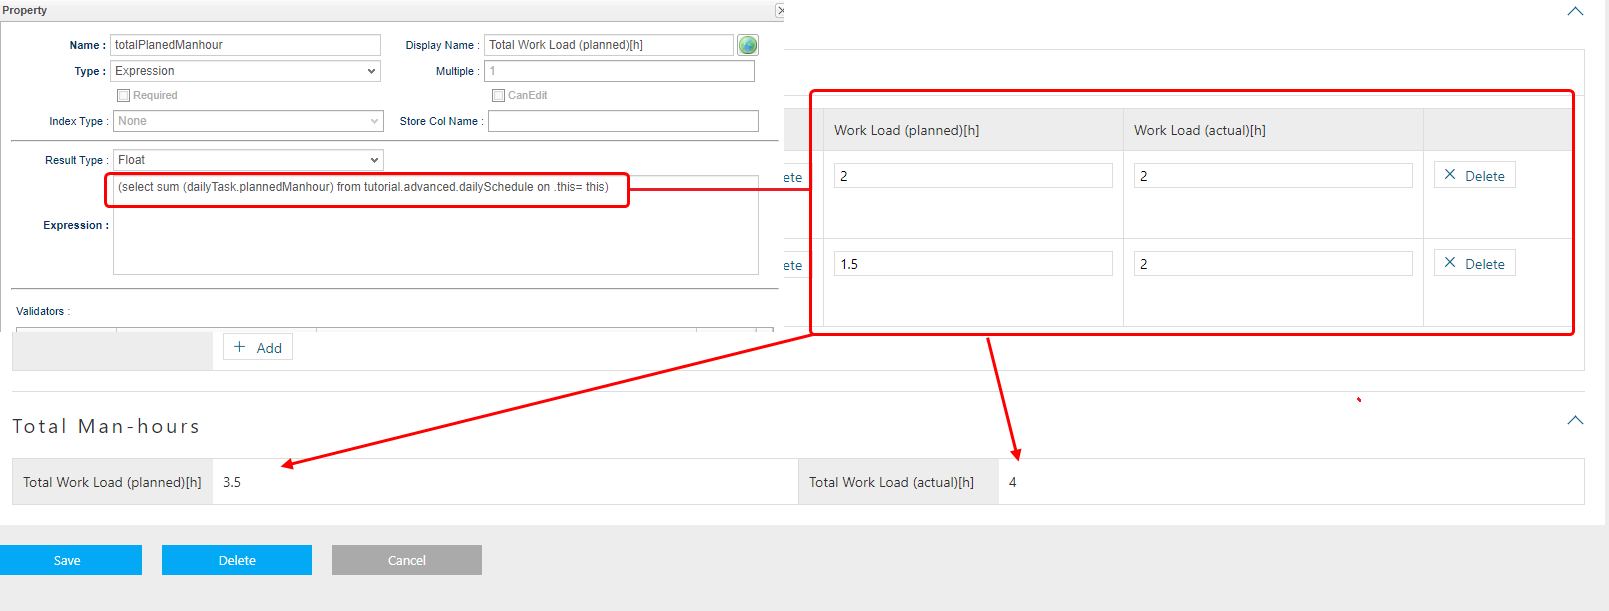 Property
Name : totalPlanedManhour Display Name : Total Work Load (planned)[h]
Type : Expression Multiple : 1
Required CanEdit
Index Type : None Store Col Name :
Result Type : Float
(select sum (dailyTask.plannedManhour) from tutorial.advanced.dailySchedule on .this= this)
Expression :
Validators :
Work Load (planned)[h] Work Load (actual)[h]
ete 2 2 Delete
ete 1.5 2 Delete
+ Add
Total Man-hours
Total Work Load (planned)[h] 3.5 Total Work Load (actual)[h] 4
Save Delete Cancel